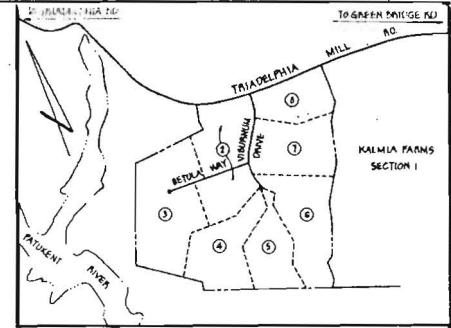 TO GREEN BRIDGE RD
TRIADELPHIA MILL RD.
8
2
VIBURNUM
DRIVE
7
KALMIA FARMS
SECTION 1
BETULA WAY
3
6
4
5
PATUXENT
RIVER